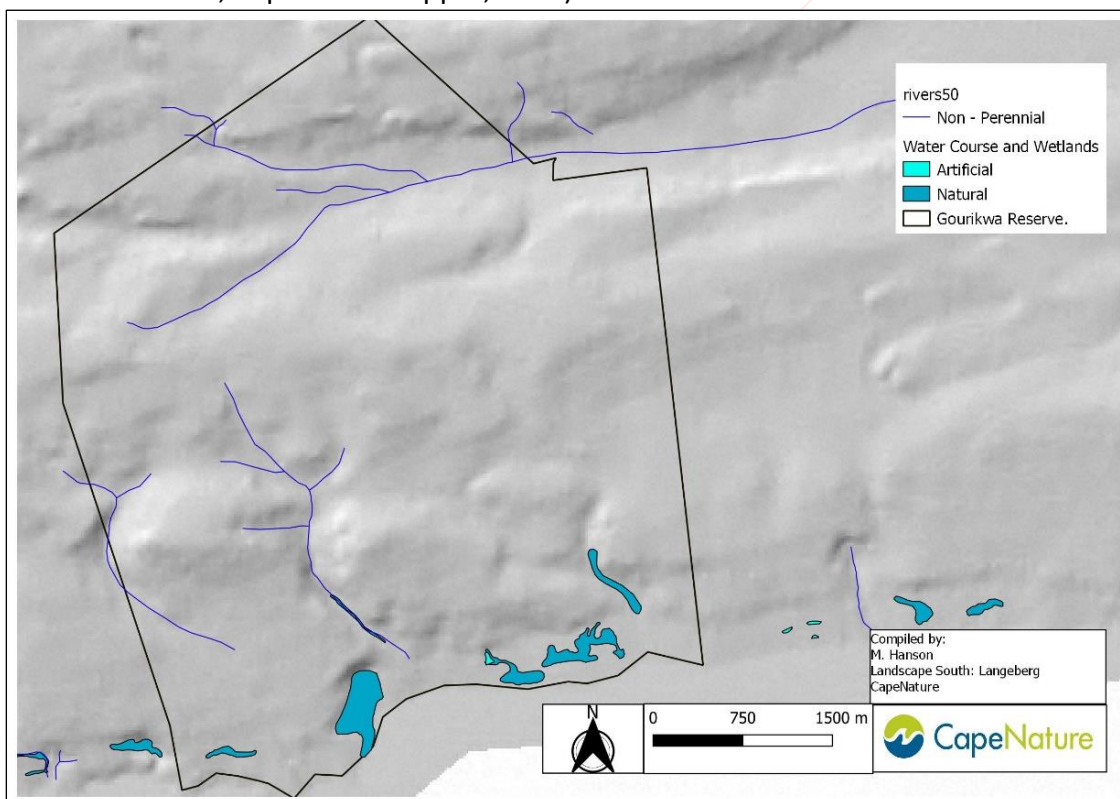 rivers50
Non - Perennial
Water Course and Wetlands
Artificial
Natural
Gourikwa Reserve.
Compiled by:
M. Hanson
Landscape South: Langeberg
CapeNature
N
0 750 1500 m
CapeNature